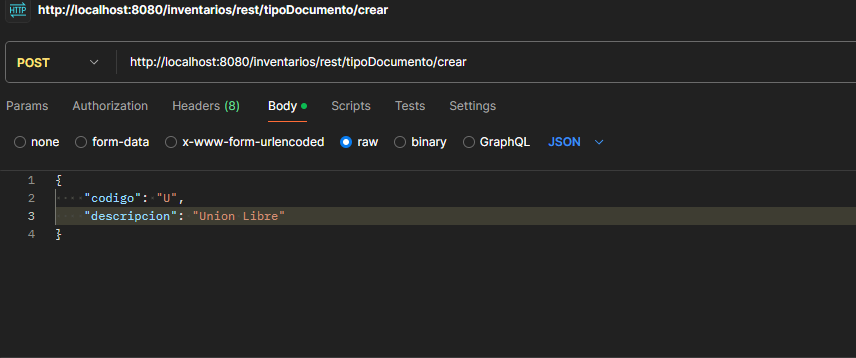 HTTP http://localhost:8080/inventarios/rest/tipoDocumento/crear
POST http://localhost:8080/inventarios/rest/tipoDocumento/crear
Params Authorization Headers (8) Body Scripts Tests Settings
none form-data x-www-form-urlencoded raw binary GraphQL JSON
1 {
2 "codigo": "U",
3 "descripcion": "Union Libre"
4 }